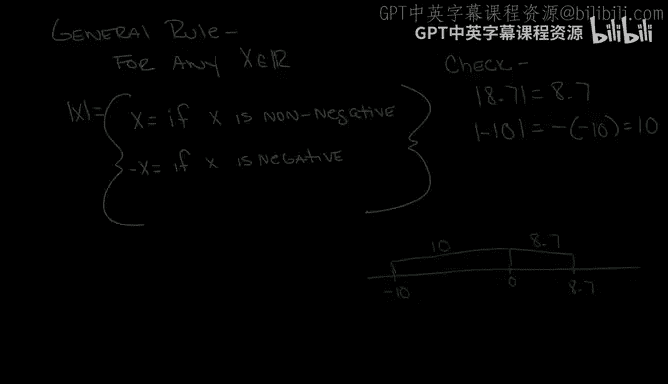 GPT中英字幕课程资源@bilibili
GPT中英字幕课程资源 bilibili
GENERAL RULE-
FOR ANY X∈ℝ
|x|=
X= if x is NON-Negative
-X= if x is Negative
Check-
|8.7|= 8.7
|-10|= -(-10)=10
10
8.7
-10
0
8.7